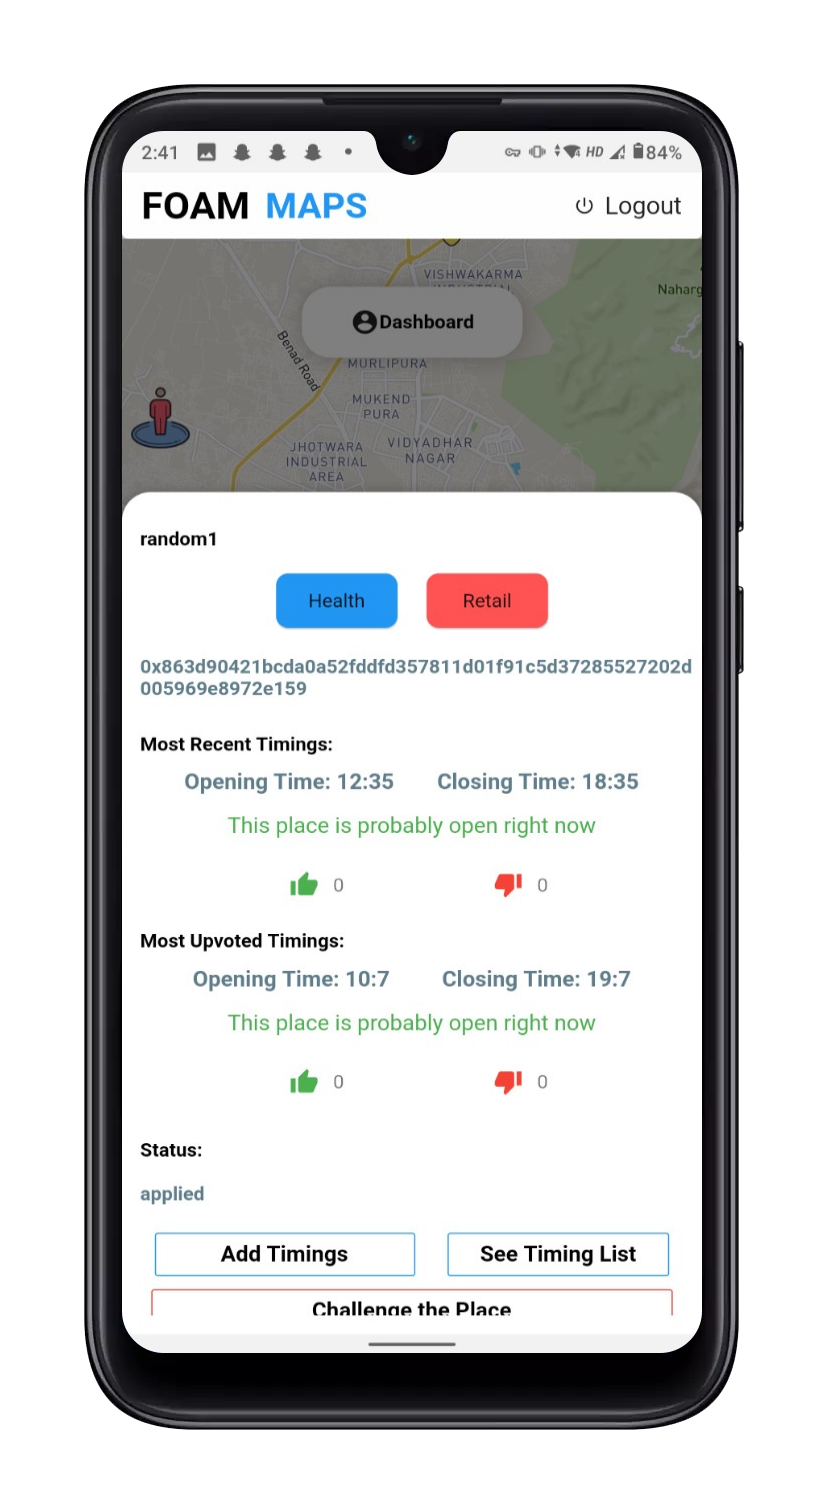 2:41 HD 84%
FOAM MAPS Logout
VISHWAKARMA
Naharg
Dashboard
Benad Road
MURLIPURA
MUKEND
PURA
JHOTWARA
INDUSTRIAL
AREA
VIDYADHAR
NAGAR
random1
Health Retail
0x863d90421bcda0a52fddfd357811d01f91c5d37285527202d
005969e8972e159
Most Recent Timings:
Opening Time: 12:35 Closing Time: 18:35
This place is probably open right now
0 0
Most Upvoted Timings:
Opening Time: 10:7 Closing Time: 19:7
This place is probably open right now
0 0
Status:
applied
Add Timings See Timing List
Challenge the Place